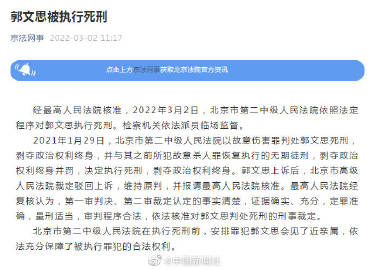 郭文思被执行死刑
京法网事 2022-03-02 11:17
点击上方京法网事获取北京法院官方资讯
经最高人民法院核准，2022年3月2日，北京市第二中级人民法院依照法定
程序对郭文思执行死刑。检察机关依法派员临场监督。
2021年1月29日，北京市第二中级人民法院以故意伤害罪判处郭文思死刑，
剥夺政治权利终身，并与其之前所犯故意杀人罪恢复执行的无期徒刑，剥夺政治
权利终身并罚，决定执行死刑，剥夺政治权利终身。郭文思上诉后，北京市高级
人民法院裁定驳回上诉，维持原判，并报请最高人民法院核准。最高人民法院经
复核认为，第一审判决、第二审裁定认定的事实清楚，证据确实、充分，定罪准
确，量刑适当，审判程序合法，依法核准对郭文思判处死刑的刑事裁定。
北京市第二中级人民法院在执行死刑前，安排罪犯郭文思会见了近亲属，依
法充分保障了被执行罪犯的合法权利。
@中国新闻社